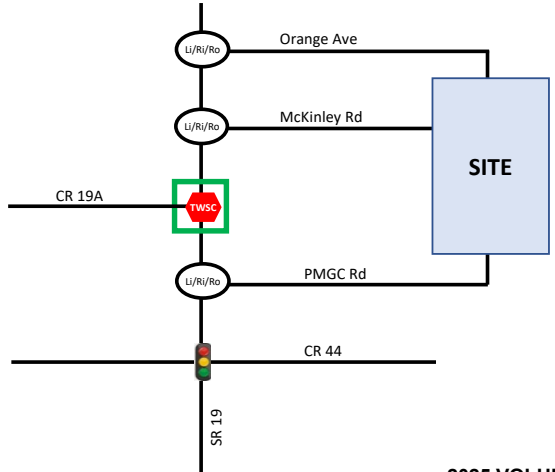 Orange Ave
Li/Ri/Ro
McKinley Rd
Li/Ri/Ro
SITE
CR 19A
TWSC
PMGC Rd
Li/Ri/Ro
CR 44
SR 19